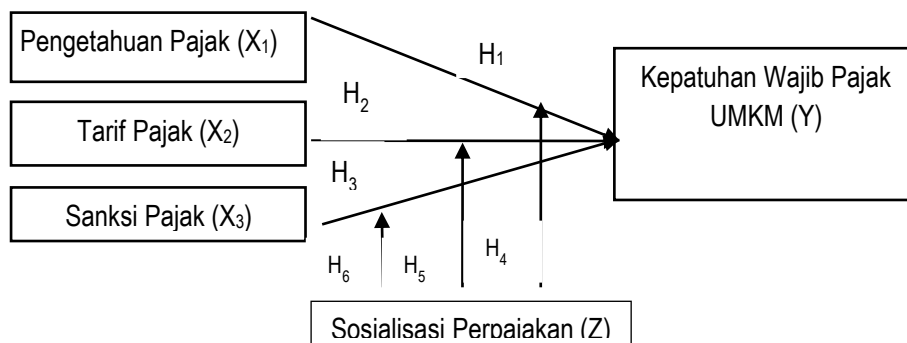 Pengetahuan Pajak (X₁)
H₁
Kepatuhan Wajib Pajak
UMKM (Y)
H₂
Tarif Pajak (X₂)
H₃
Sanksi Pajak (X₃)
H₆
H₅
H₄
Sosialisasi Perpajakan (Z)